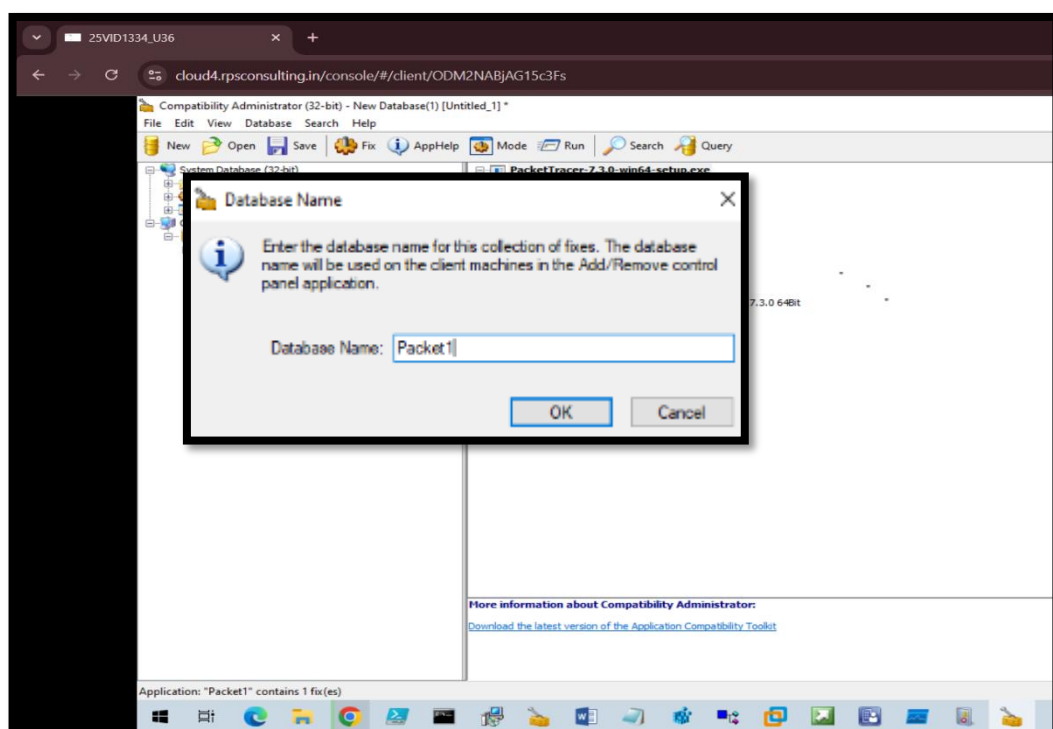 25VID1334_U36
cloud4.rpsconsulting.in/console/#/client/ODM2NABjAG15c3Fs
Compatibility Administrator (32-bit) - New Database(1) [Untitled_1] *
File Edit View Database Search Help
New Open Save Fix AppHelp Mode Run Search Query
System Database (32-bit)
PacketTracer-7.3.0-win64-setup.exe
Database Name
Enter the database name for this collection of fixes. The database
name will be used on the client machines in the Add/Remove control
panel application.
7.3.0 64Bit
Database Name: Packet1
OK Cancel
More information about Compatibility Administrator:
Download the latest version of the Application Compatibility Toolkit
Application: "Packet1" contains 1 fix(es)